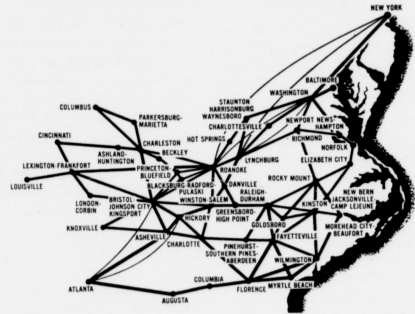 NEW YORK
BALTIMORE
WASHINGTON
STAUNTON
HARRISONBURG
WAYNESBORO
CHARLOTTESVILLE
COLUMBUS
PARKERSBURG-
MARIETTA
NEWPORT NEWS
HAMPTON
RICHMOND
NORFOLK
HOT SPRINGS
CINCINNATI
CHARLESTON
BECKLEY
ASHLAND-
HUNTINGTON
ROANOKE
LYNCHBURG
ELIZABETH CITY
LEXINGTON-FRANKFORT
PRINCETON
BLUEFIELD
BLACKSBURG-RADFORD-
PULASKI
DANVILLE
RALEIGH-
DURHAM
ROCKY MOUNT
LOUISVILLE
LONDON-
CORBIN
BRISTOL-
JOHNSON CITY
KINGSPORT
WINSTON-SALEM
GREENSBORO-
HIGH POINT
KINSTON
NEW BERN
JACKSONVILLE-
CAMP LEJEUNE
KNOXVILLE
HICKORY
GOLDSBORO
MOREHEAD CITY-
BEAUFORT
ASHEVILLE
CHARLOTTE
FAYETTEVILLE
PINEHURST-
SOUTHERN PINES-
ABERDEEN
WILMINGTON
ATLANTA
COLUMBIA
AUGUSTA
FLORENCE
MYRTLE BEACH